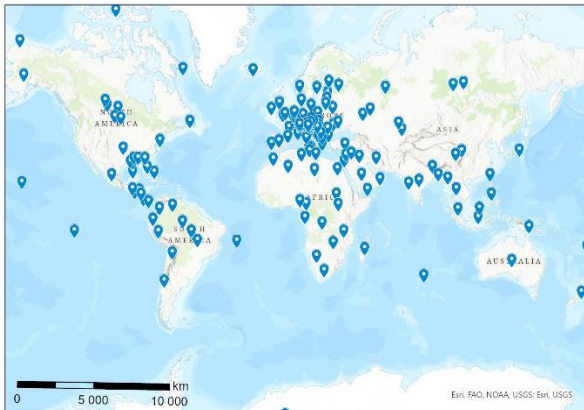 NORTH
AMERICA
EUROPE
ASIA
AFRICA
SOUTH
AMERICA
AUSTRALIA
km
0 5 000 10 000
Esri, FAO, NOAA, USGS: Esri, USGS